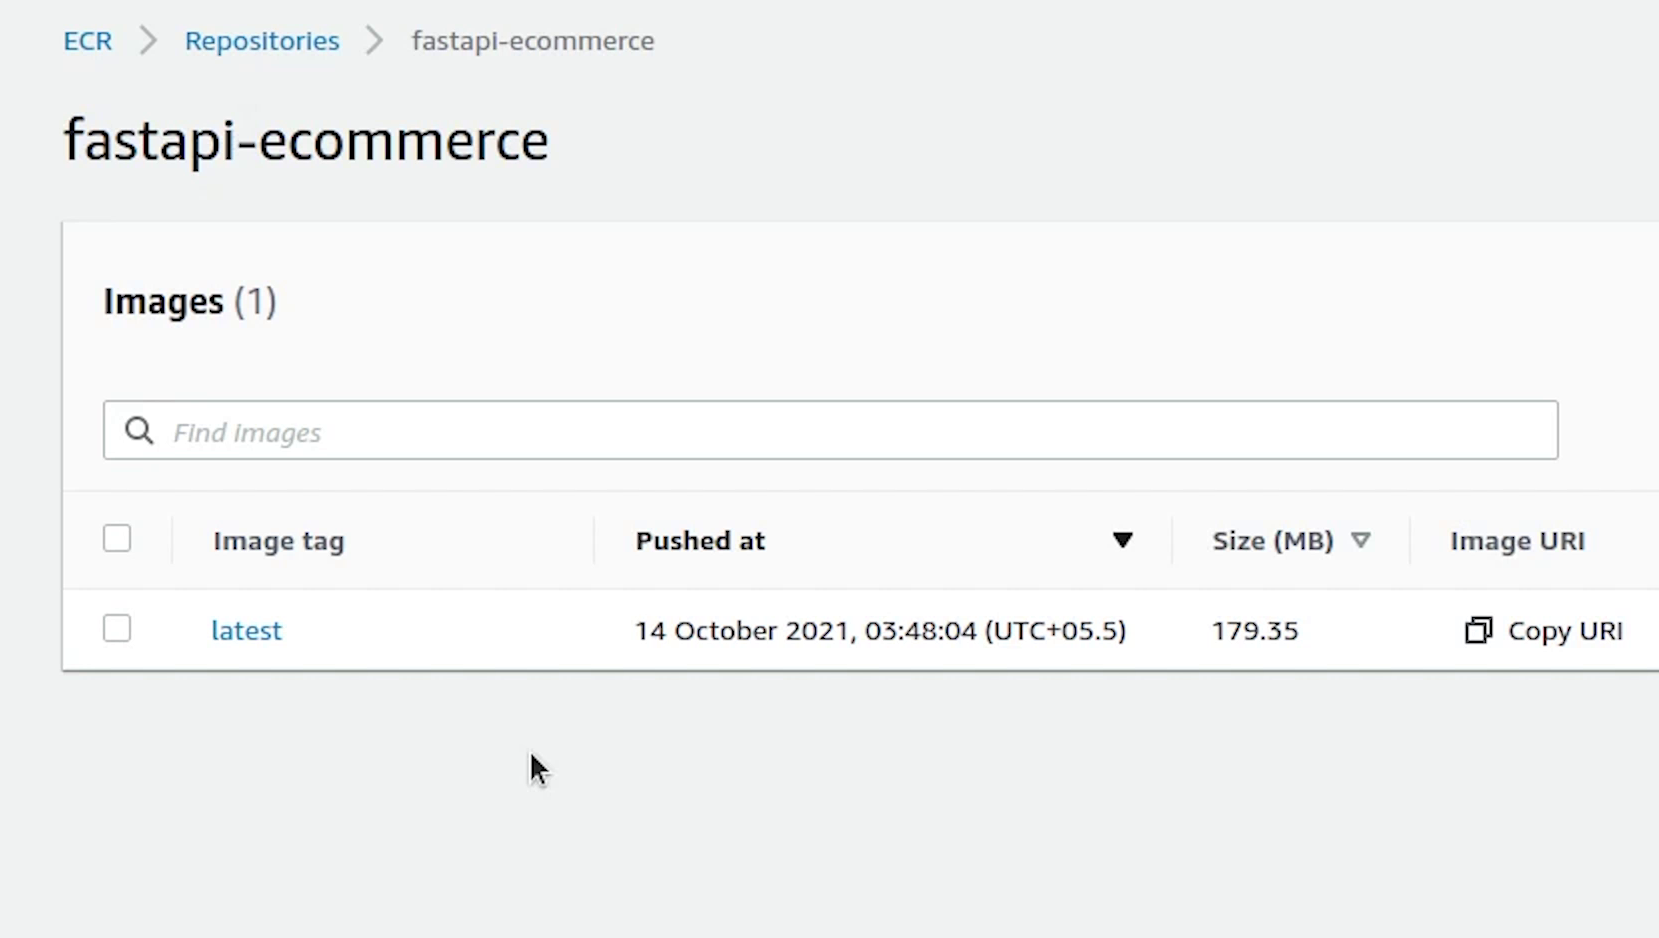 ECR > Repositories > fastapi-ecommerce
fastapi-ecommerce
Images (1)
Find images
Image tag Pushed at Size (MB) Image URI
latest 14 October 2021, 03:48:04 (UTC+05.5) 179.35 Copy URI